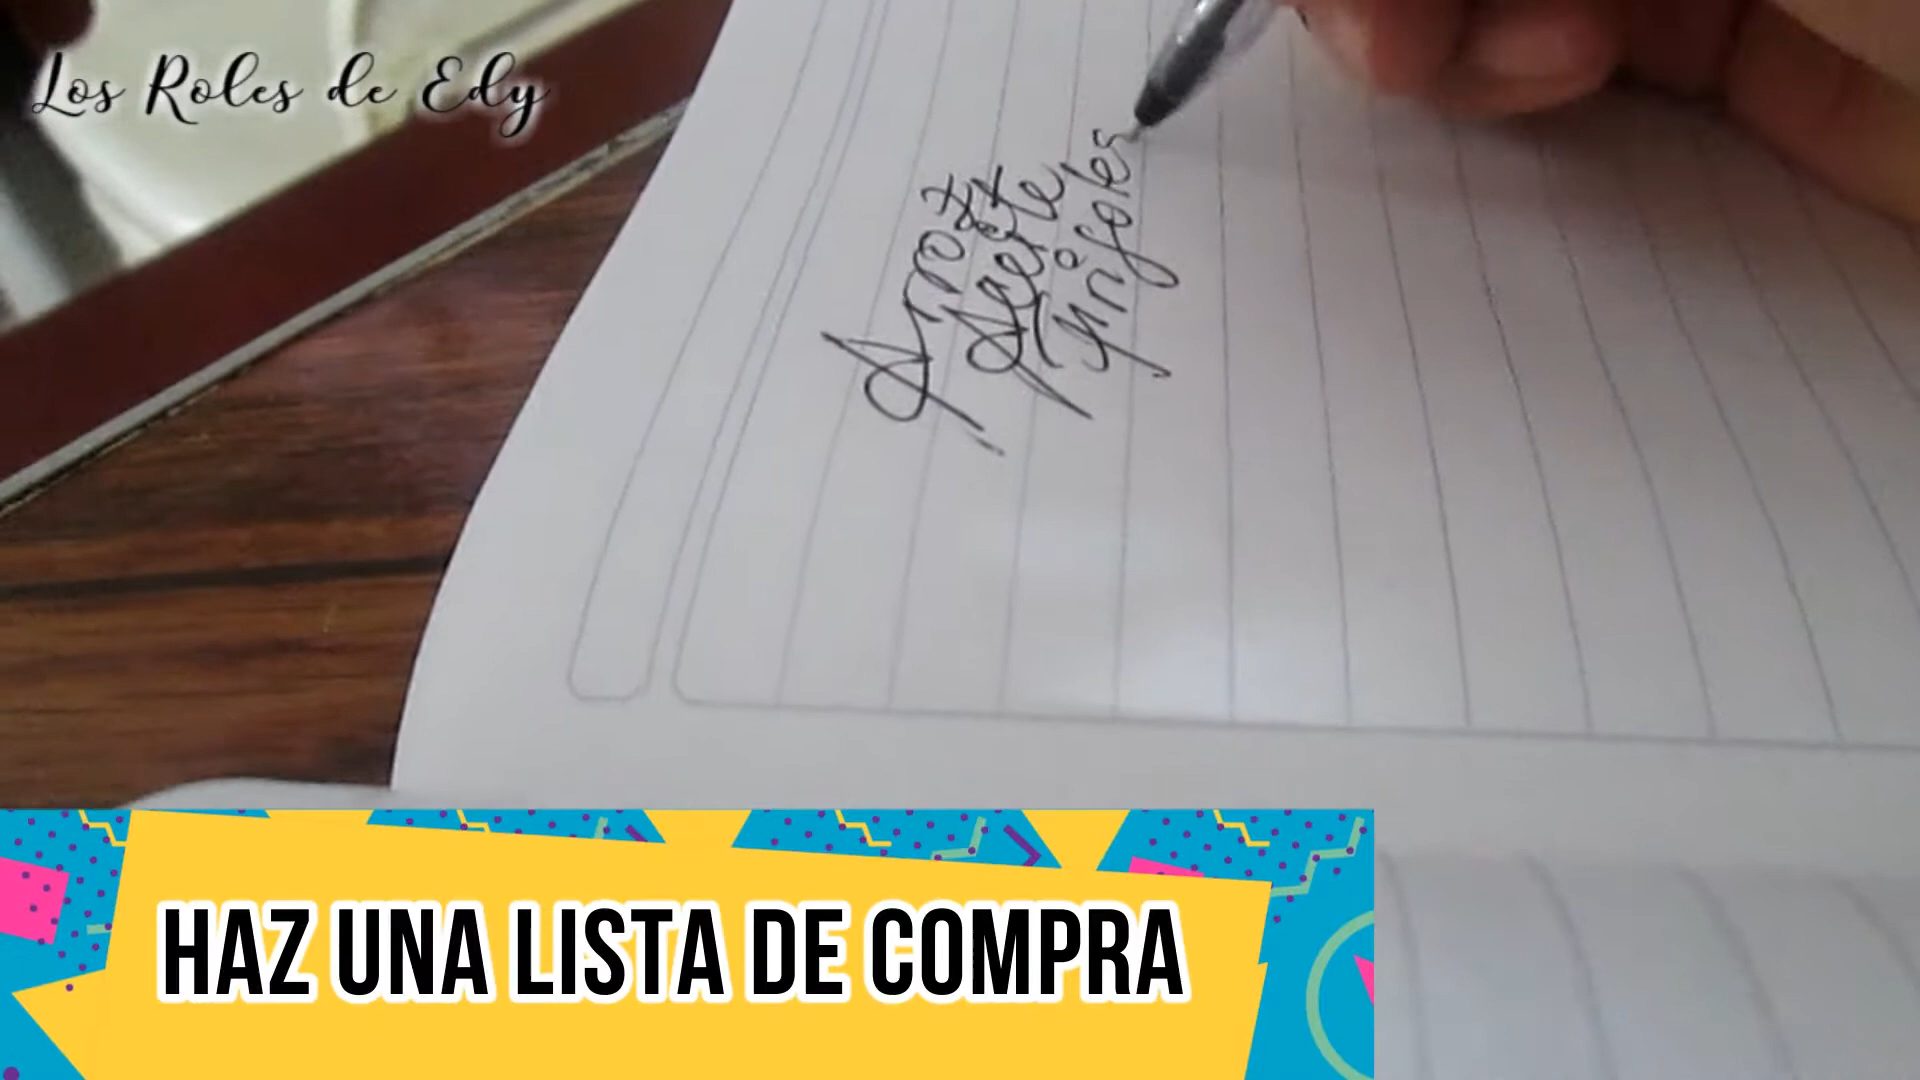 Los Roles de Edy
Arroz
Aceite
Frijoles
HAZ UNA LISTA DE COMPRA